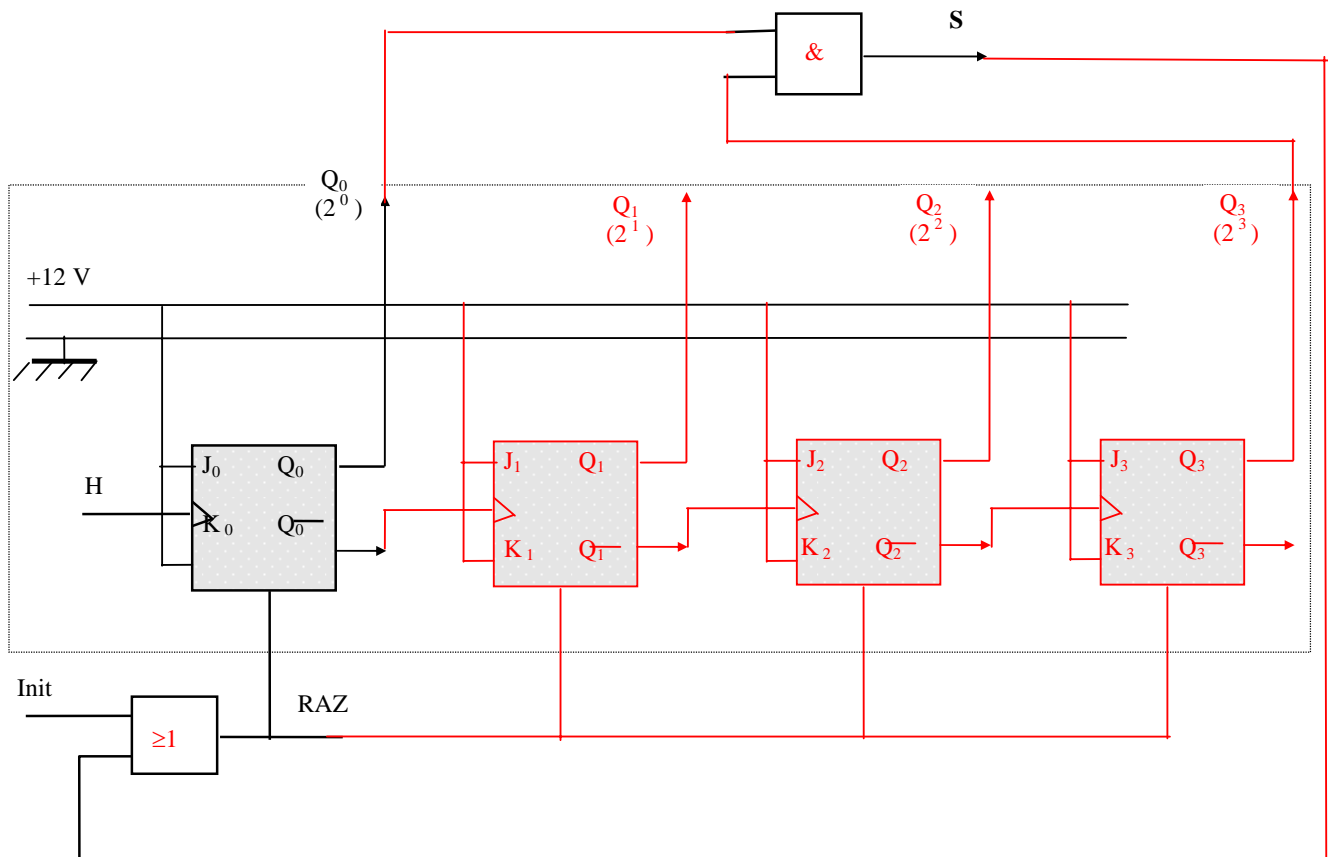 S
&
Q₀
(2⁰)
Q₁
(2¹)
Q₂
(2²)
Q₃
(2³)
+12 V
J₀ Q₀
J₁ Q₁
J₂ Q₂
J₃ Q₃
H
K₀ Q̅₀
K₁ Q̅₁
K₂ Q̅₂
K₃ Q̅₃
Init
RAZ
≥1